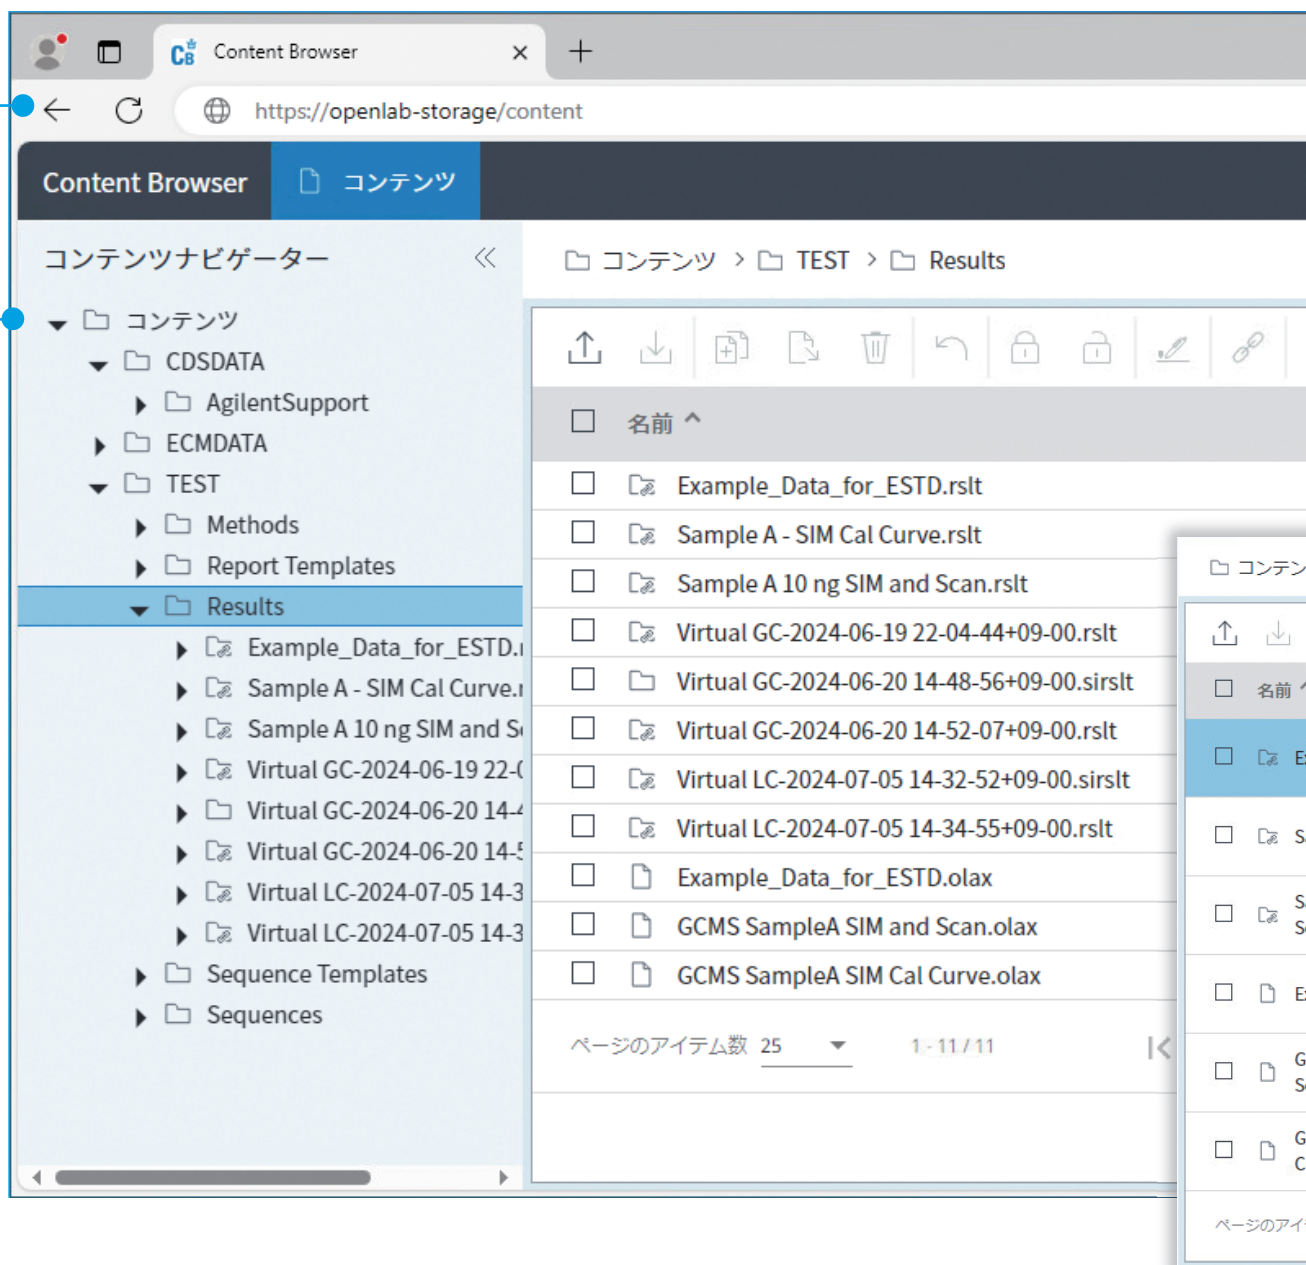 Content Browser
https://openlab-storage/content
Content Browser
コンテンツ
コンテンツナビゲーター
コンテンツ
CDSDATA
AgilentSupport
ECMDATA
TEST
Methods
Report Templates
Results
Example_Data_for_ESTD.
Sample A - SIM Cal Curve.
Sample A 10 ng SIM and
Virtual GC-2024-06-19 22-
Virtual GC-2024-06-20 14-
Virtual GC-2024-06-20 14-
Virtual LC-2024-07-05 14-3
Virtual LC-2024-07-05 14-3
Sequence Templates
Sequences
コンテンツ > TEST > Results
名前
Example_Data_for_ESTD.rslt
Sample A - SIM Cal Curve.rslt
Sample A 10 ng SIM and Scan.rslt
Virtual GC-2024-06-19 22-04-44+09-00.rslt
Virtual GC-2024-06-20 14-48-56+09-00.sirslt
Virtual GC-2024-06-20 14-52-07+09-00.rslt
Virtual LC-2024-07-05 14-32-52+09-00.sirslt
Virtual LC-2024-07-05 14-34-55+09-00.rslt
Example_Data_for_ESTD.olax
GCMS SampleA SIM and Scan.olax
GCMS SampleA SIM Cal Curve.olax
ページのアイテム数 25
1 - 11 / 11
コンテン
名前
ページのアイ